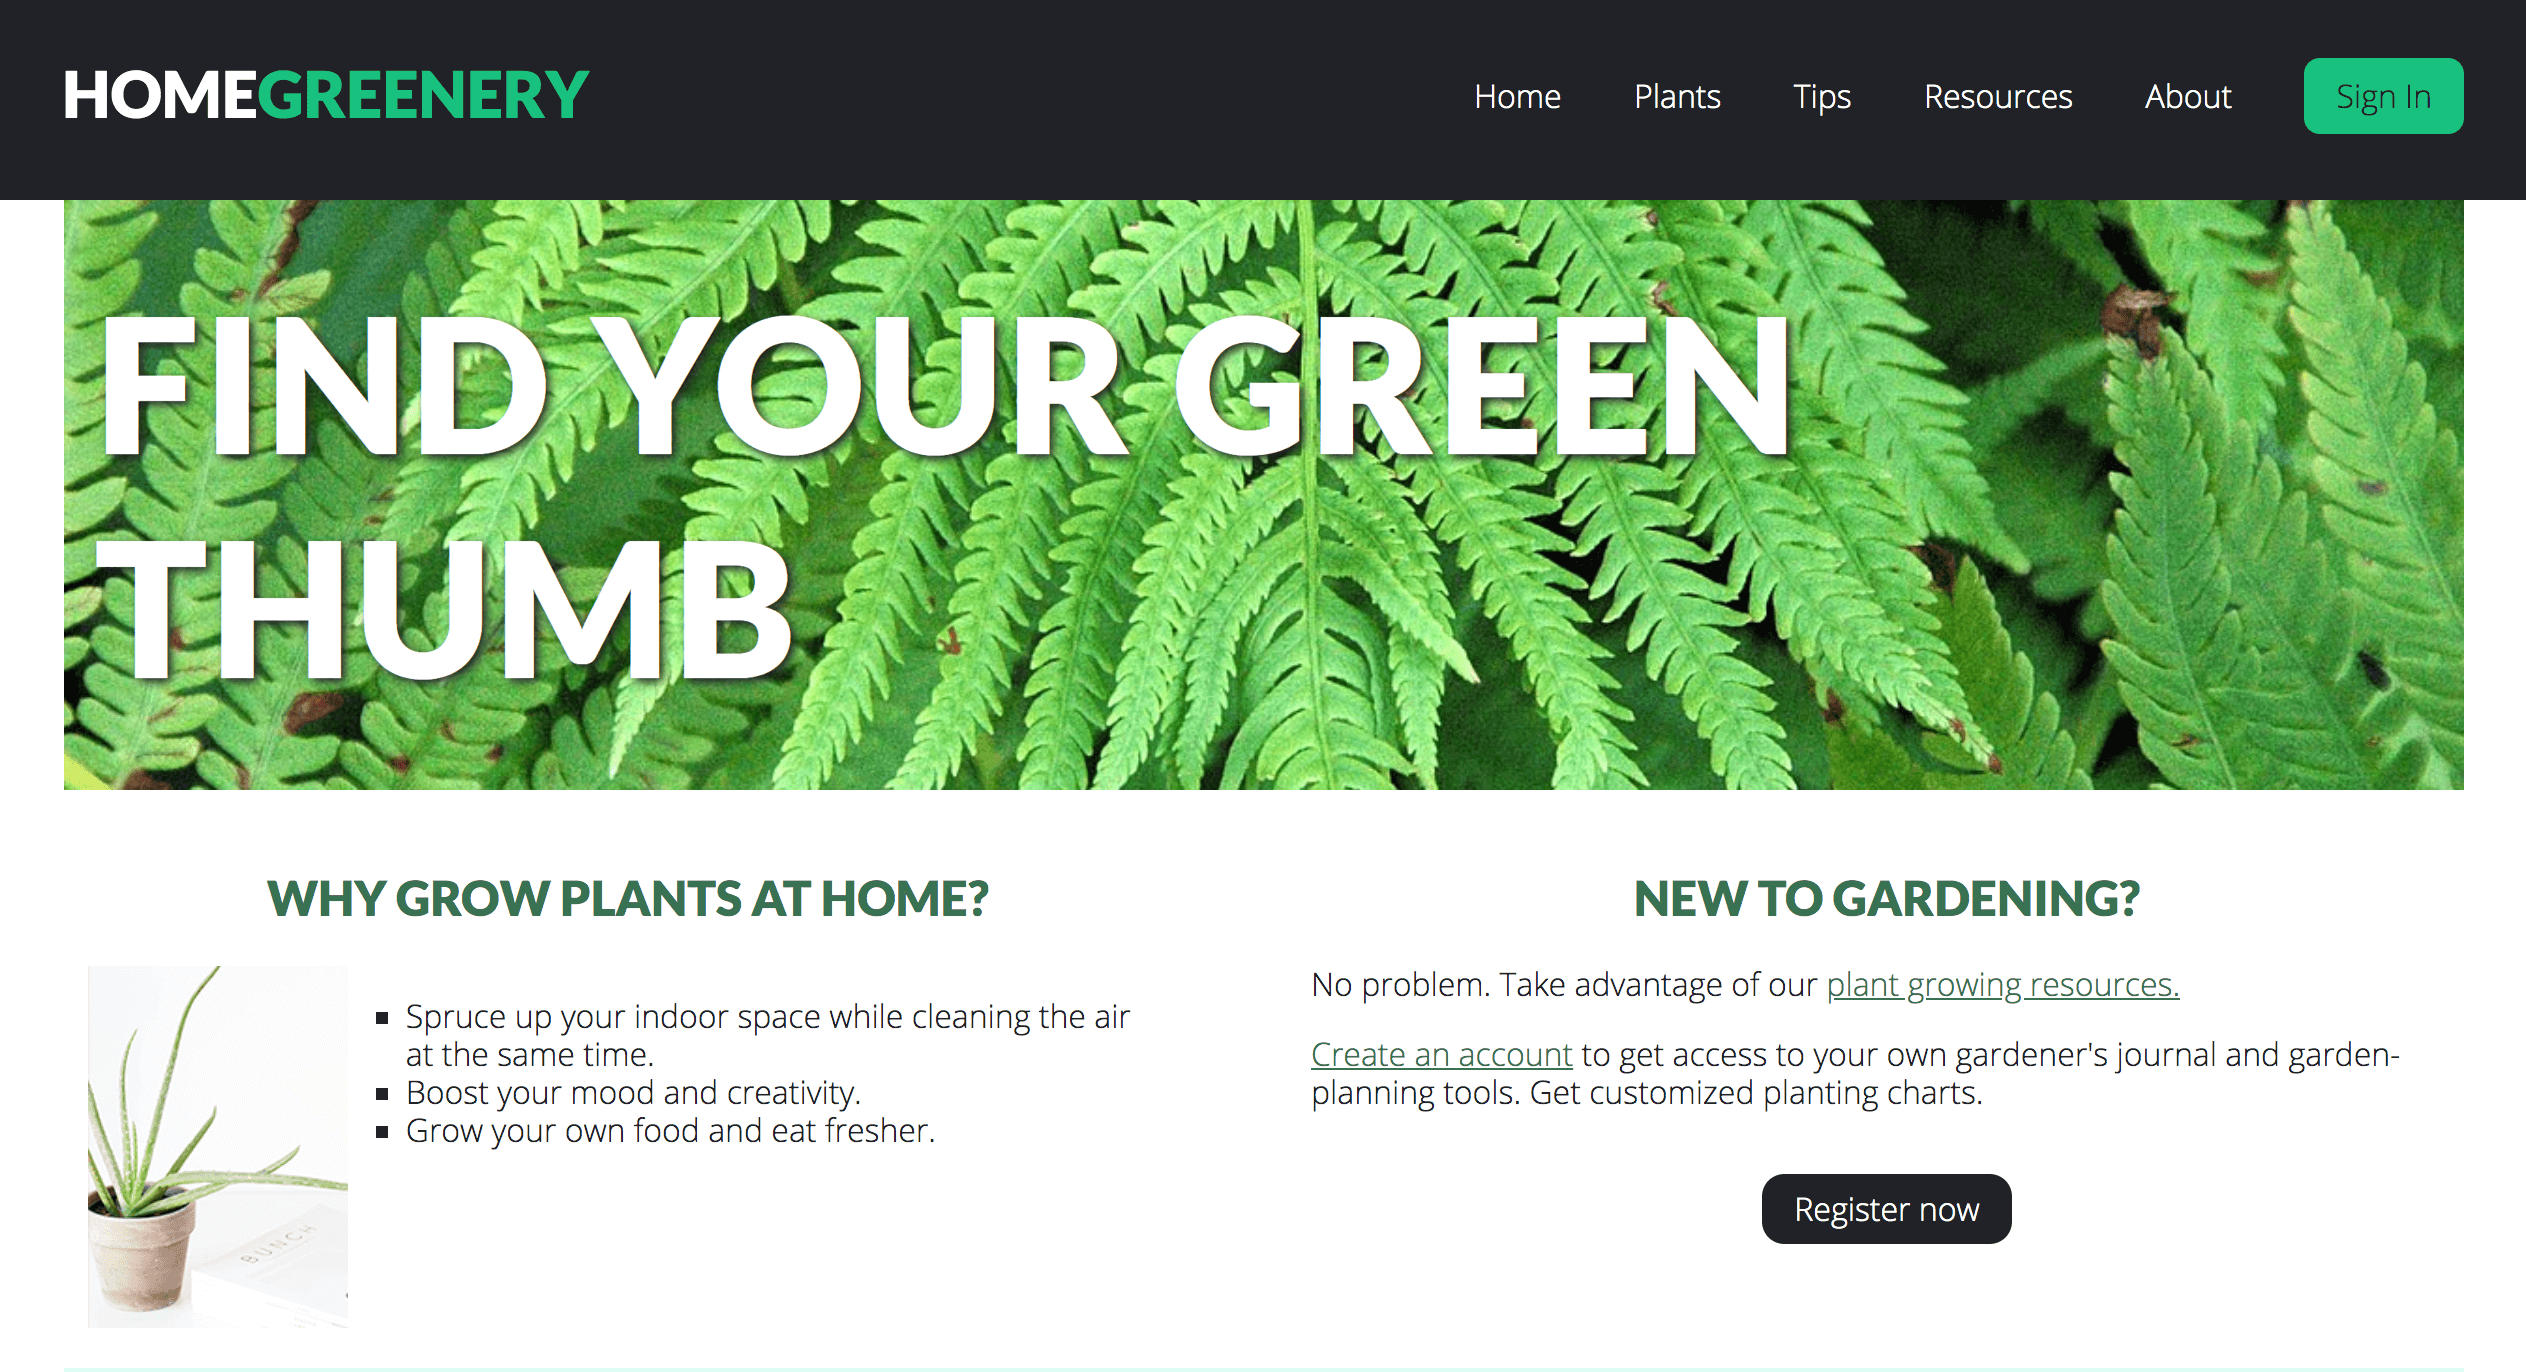 HOMEGREENERY
Home Plants Tips Resources About Sign In
FIND YOUR GREEN
THUMB
WHY GROW PLANTS AT HOME?
Spruce up your indoor space while cleaning the air
at the same time.
Boost your mood and creativity.
Grow your own food and eat fresher.
BUNCH
NEW TO GARDENING?
No problem. Take advantage of our plant growing resources.
Create an account to get access to your own gardener's journal and garden-
planning tools. Get customized planting charts.
Register now